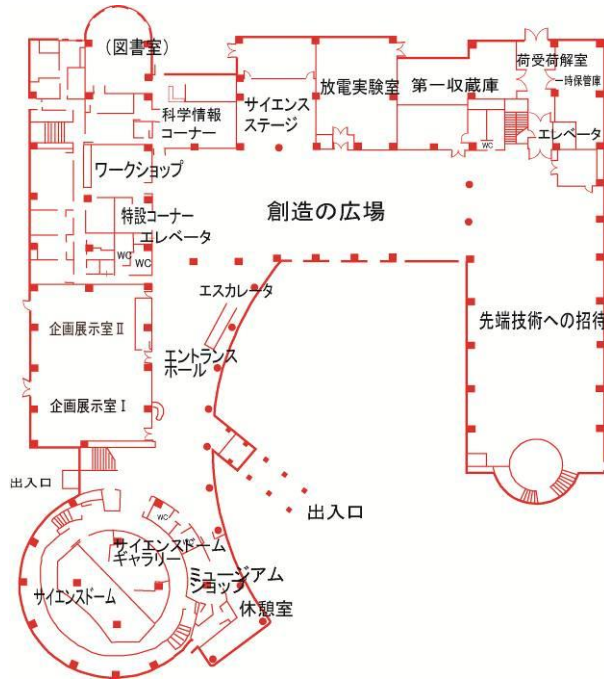 （図書室）
荷受荷解室
放電実験室
第一収蔵庫
一時保管庫
サイエンス
ステージ
科学情報
コーナー
エレベータ
WC
ワークショップ
特設コーナー
創造の広場
エレベータ
WC
WC
エスカレータ
先端技術への招待
企画展示室Ⅱ
エントランス
ホール
企画展示室Ⅰ
出入口
出入口
WC
サイエンスドーム
ギャラリー
ミュージアム
ショップ
サイエンスドーム
休憩室